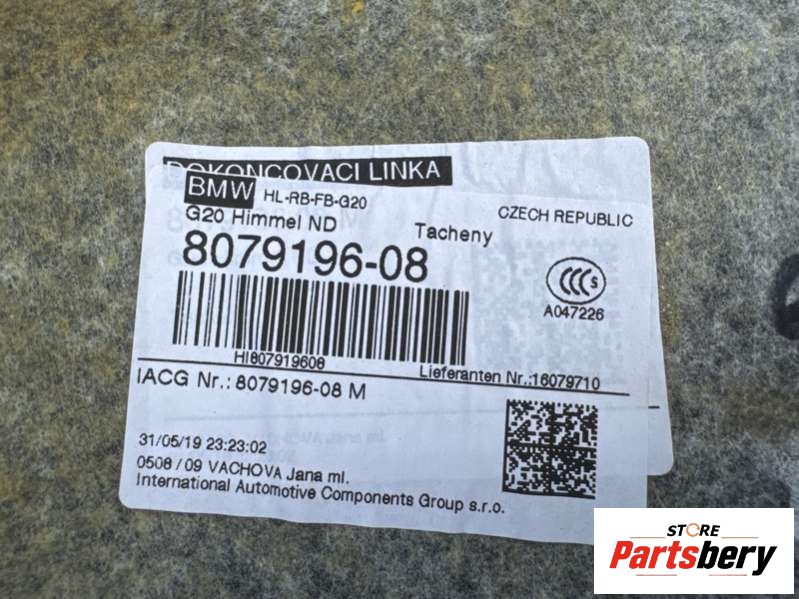 DOKONCOVACI LINKA
BMW HL-RB-FB-G20
G20 Himmel ND
Tacheny
CZECH REPUBLIC
8079196-08
CCC S
A047226
HI807919608
Lieferanten Nr.:16079710
IACG Nr.: 8079196-08 M
31/05/19 23:23:02
0508 / 09 VACHOVA Jana ml.
International Automotive Components Group s.r.o.
STORE
Partsbery